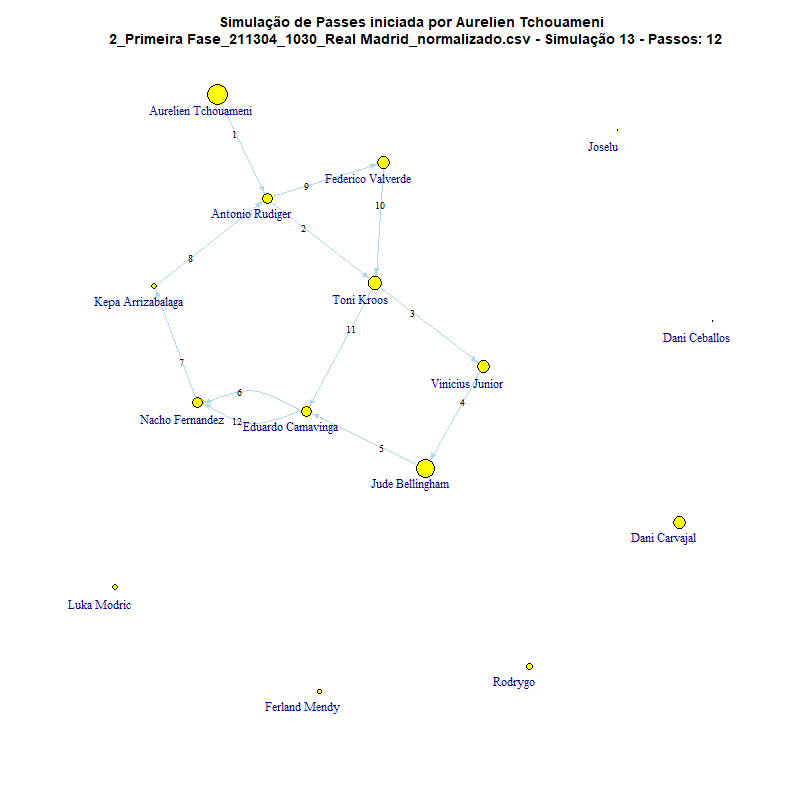 Simulação de Passes iniciada por Aurelien Tchouameni
2_Primeira Fase_211304_1030_Real Madrid_normalizado.csv - Simulação 13 - Passos: 12
Aurelien Tchouameni
1
Joselu
Federico Valverde
9
10
Antonio Rudiger
2
8
Kepa Arrizabalaga
Toni Kroos
3
11
Dani Ceballos
7
Vinicius Junior
6
4
Nacho Fernandez
12
Eduardo Camavinga
5
Jude Bellingham
Dani Carvajal
Luka Modric
Rodrygo
Ferland Mendy